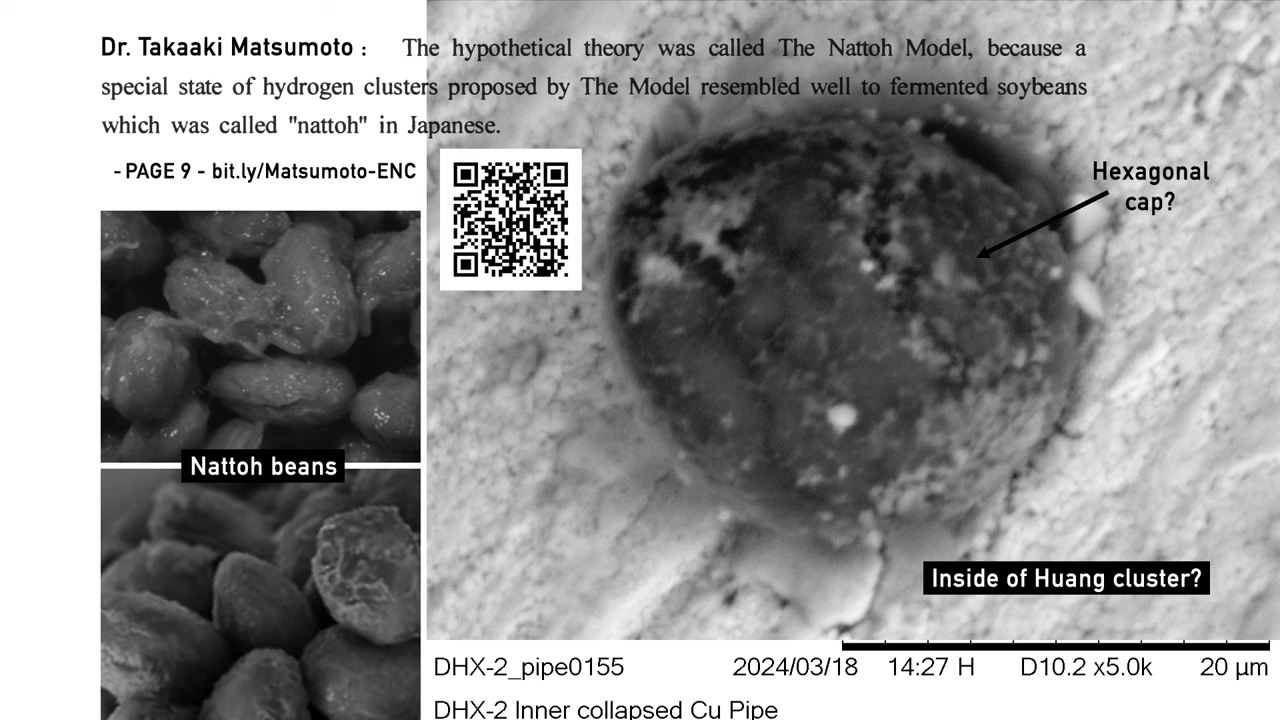 Dr. Takaaki Matsumoto : The hypothetical theory was called The Nattoh Model, because a
special state of hydrogen clusters proposed by The Model resembled well to fermented soybeans
which was called "nattoh" in Japanese.
- PAGE 9 - bit.ly/Matsumoto-ENC
Hexagonal
cap?
Nattoh beans
Inside of Huang cluster?
DHX-2_pipe0155 2024/03/18 14:27 H D10.2 x5.0k 20 µm
DHX-2 Inner collapsed Cu Pipe